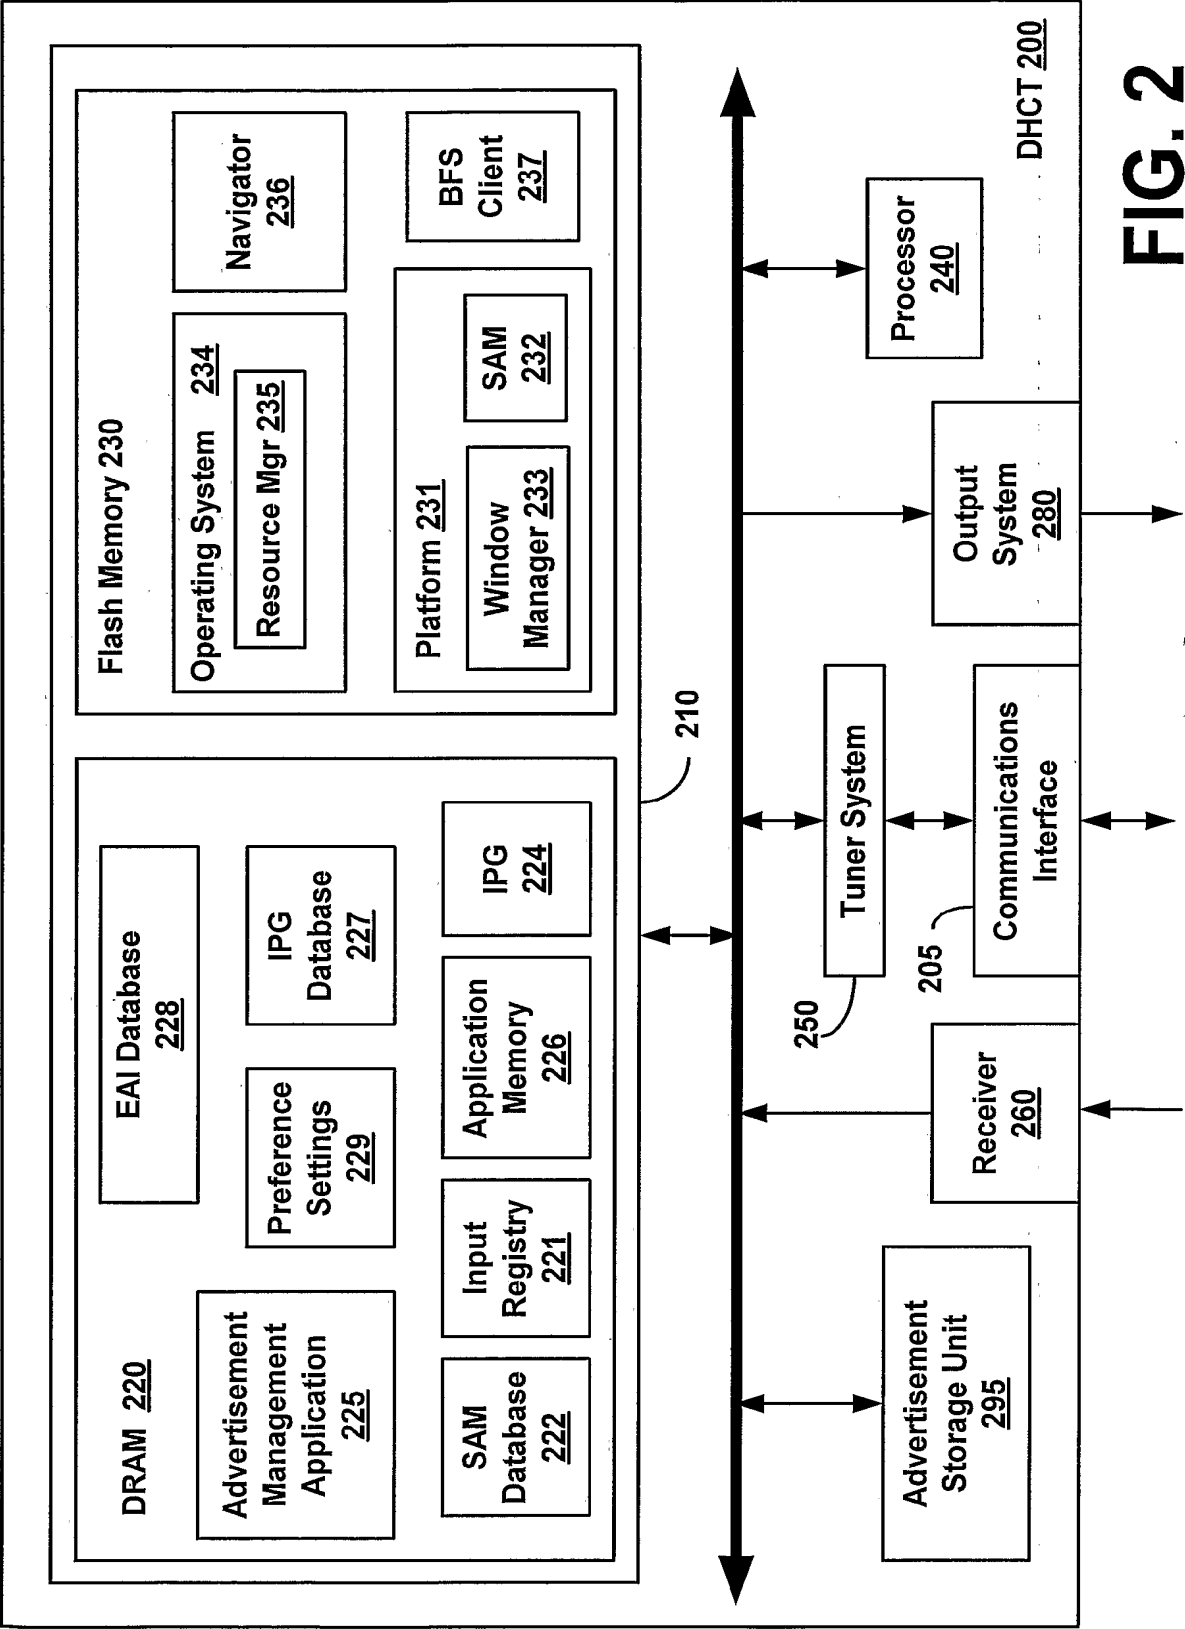 DRAM 220
EAI Database
228
Advertisement
Management
Application
225
Preference
Settings
229
IPG
Database
227
SAM
Database
222
Input
Registry
221
Application
Memory
226
IPG
224
Flash Memory 230
Operating System 234
Resource Mgr 235
Navigator
236
Platform 231
Window
Manager 233
SAM
232
BFS
Client
237
210
Advertisement
Storage Unit
295
Receiver
260
250
Tuner System
205
Communications
Interface
Output
System
280
Processor
240
DHCT 200
FIG. 2